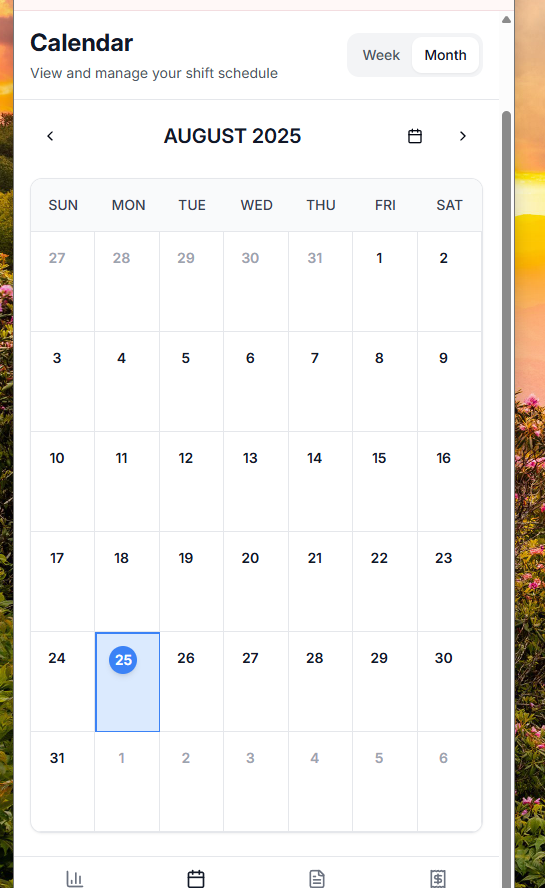 Calendar
View and manage your shift schedule
Week Month
AUGUST 2025
SUN MON TUE WED THU FRI SAT
27 28 29 30 31 1 2
3 4 5 6 7 8 9
10 11 12 13 14 15 16
17 18 19 20 21 22 23
24 25 26 27 28 29 30
31 1 2 3 4 5 6